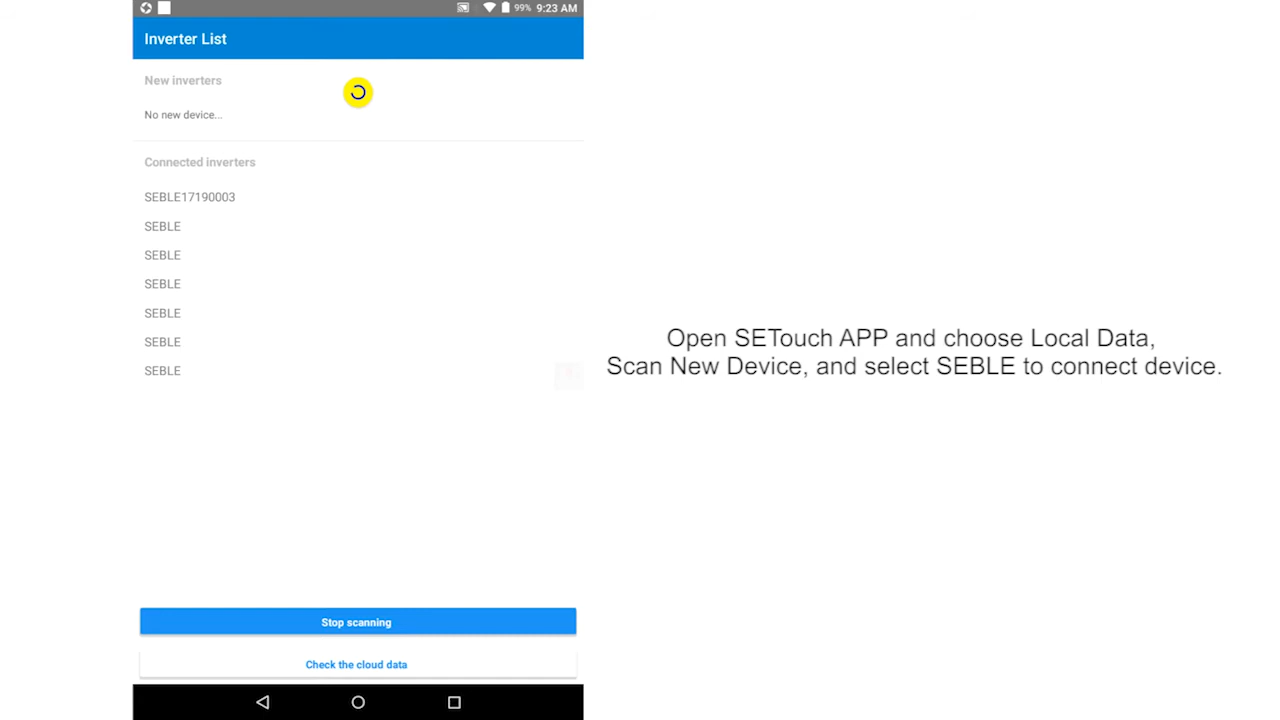 99% 9:23 AM
Inverter List
New inverters
No new device...
Connected inverters
SEBLE17190003
SEBLE
SEBLE
SEBLE
SEBLE
SEBLE
SEBLE
Open SETouch APP and choose Local Data,
Scan New Device, and select SEBLE to connect device.
Stop scanning
Check the cloud data